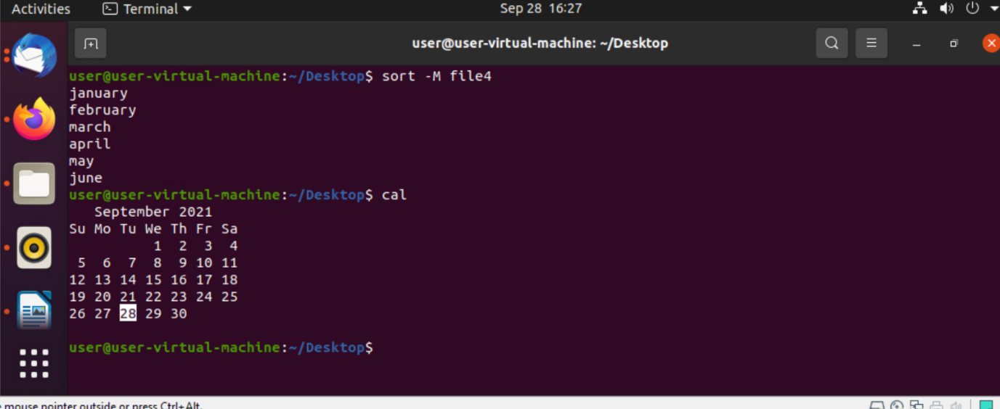 Activities Terminal Sep 28 16:27
user@user-virtual-machine: ~/Desktop
user@user-virtual-machine:~/Desktop$ sort -M file4
january
february
march
april
may
june
user@user-virtual-machine:~/Desktop$ cal
   September 2021
Su Mo Tu We Th Fr Sa
          1  2  3  4
 5  6  7  8  9 10 11
12 13 14 15 16 17 18
19 20 21 22 23 24 25
26 27 28 29 30
user@user-virtual-machine:~/Desktop$
mouse pointer outside or press Ctrl+Alt.